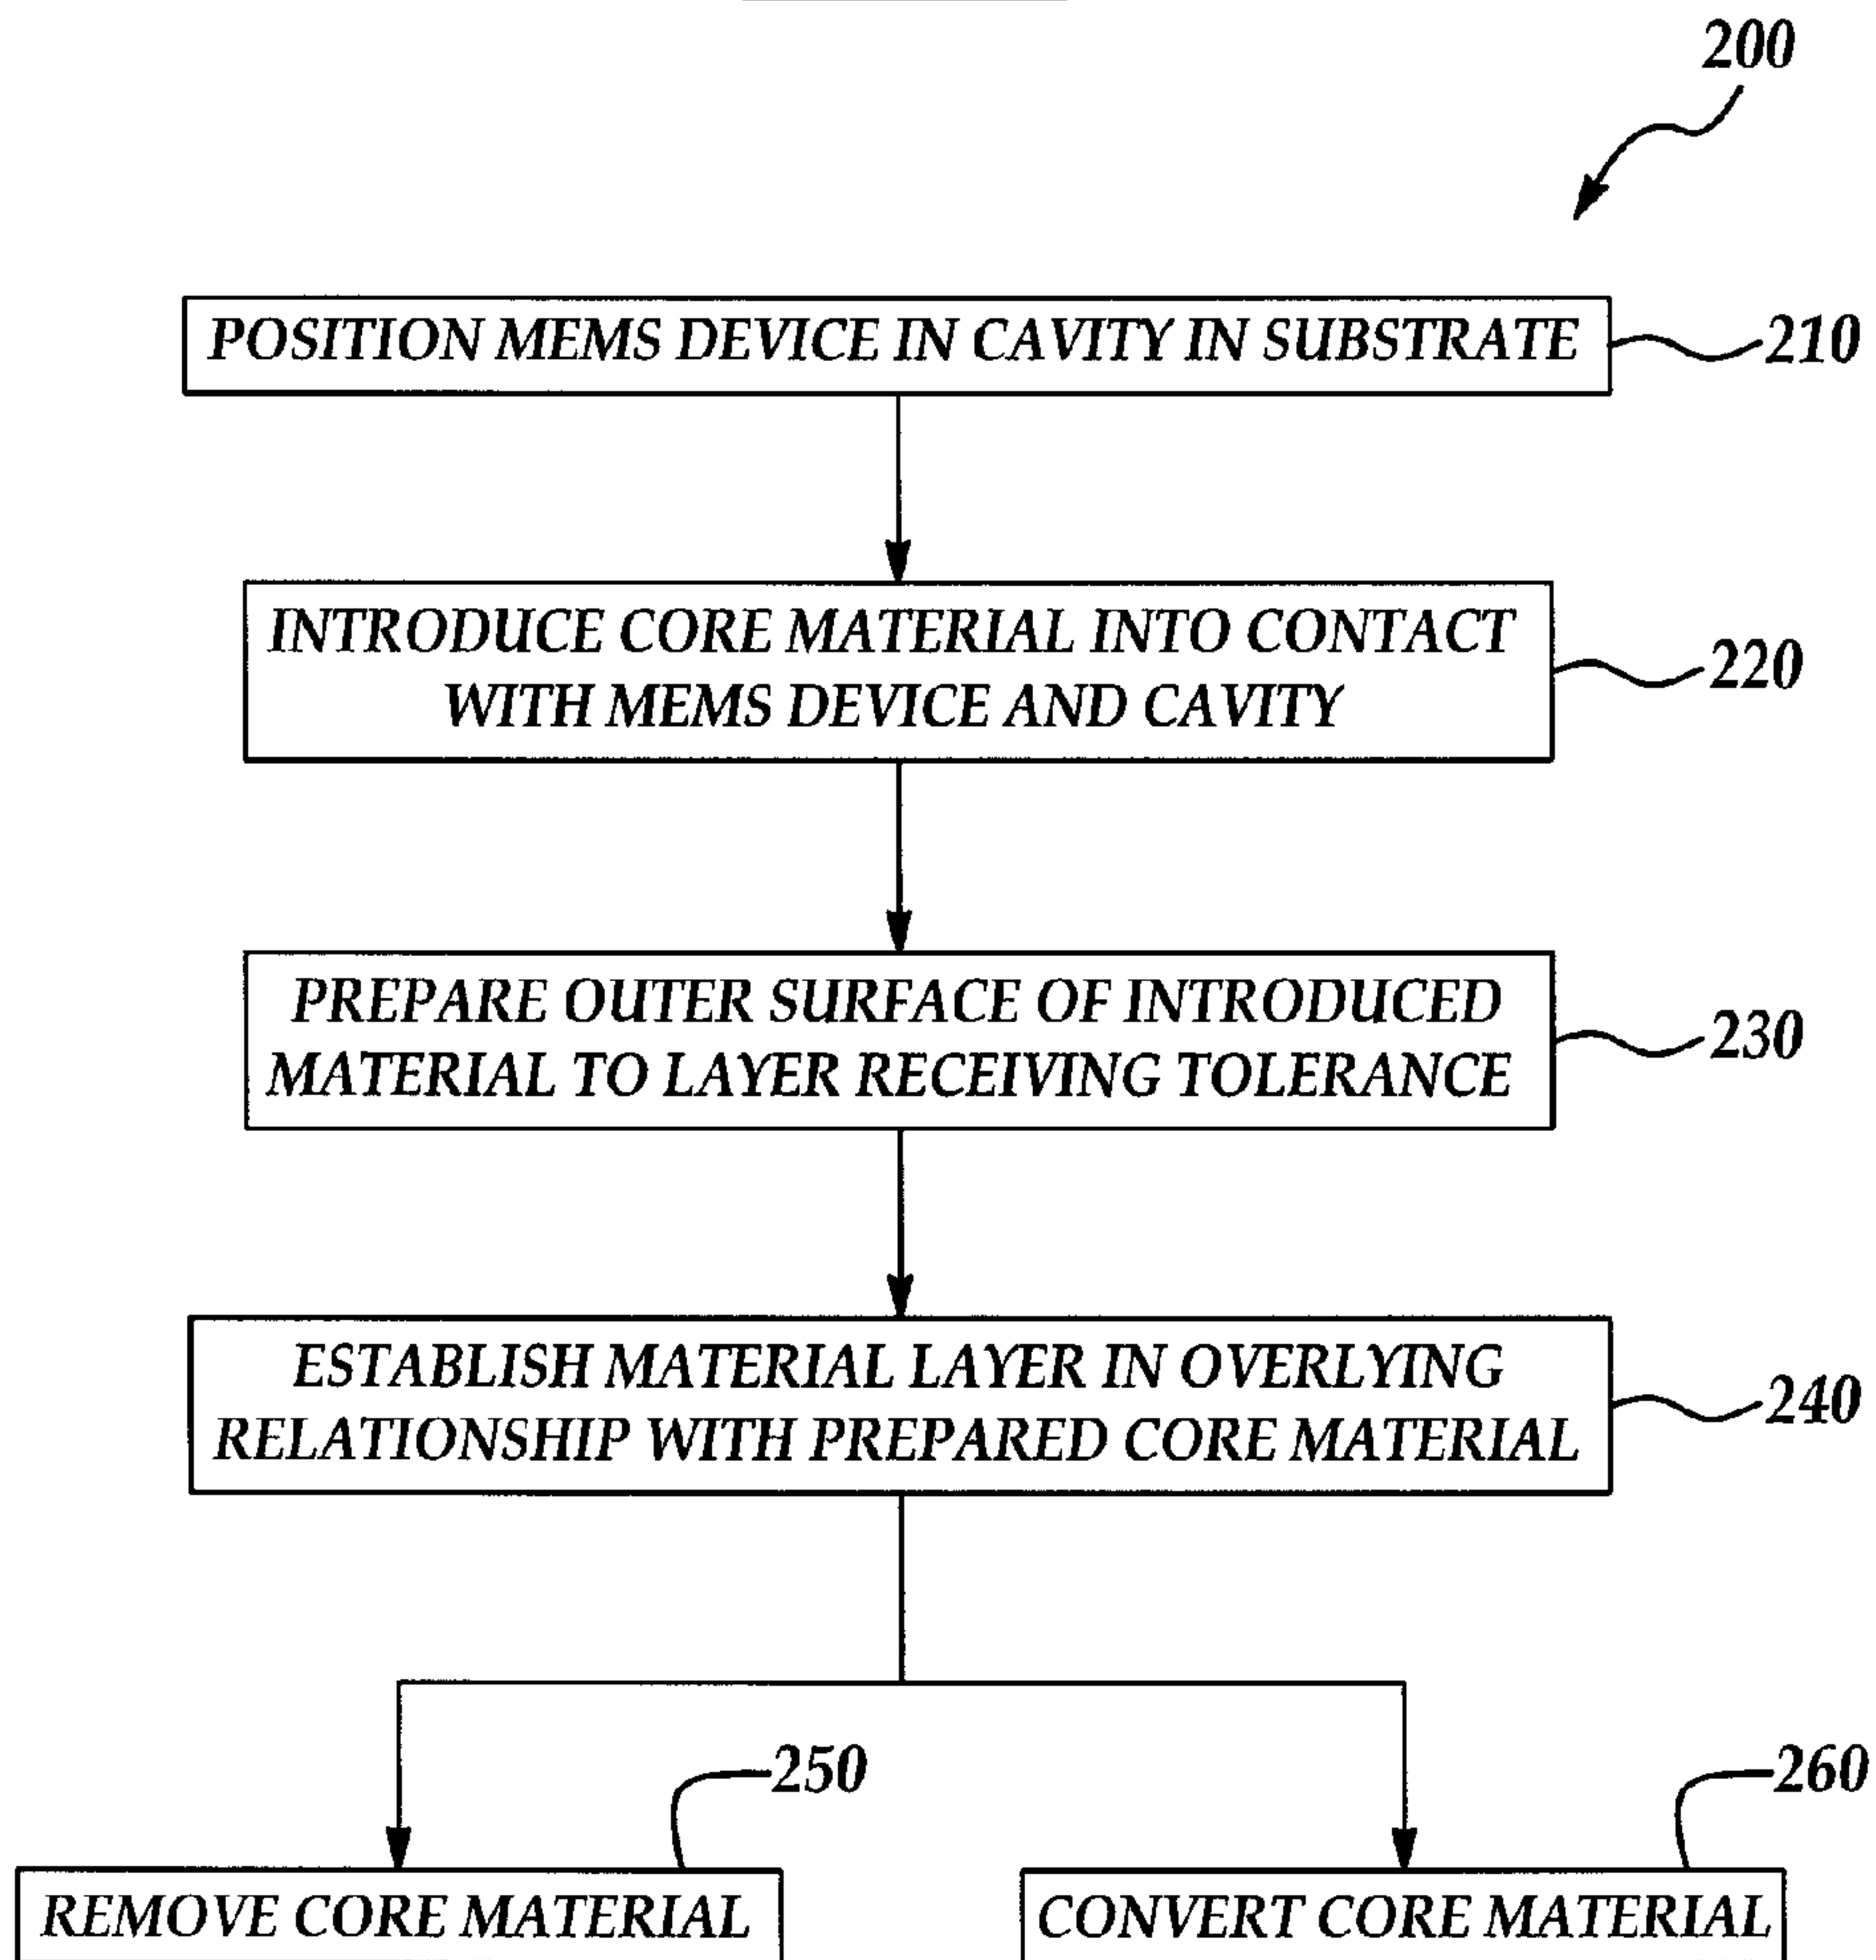 200
POSITION MEMS DEVICE IN CAVITY IN SUBSTRATE
210
INTRODUCE CORE MATERIAL INTO CONTACT
WITH MEMS DEVICE AND CAVITY
220
PREPARE OUTER SURFACE OF INTRODUCED
MATERIAL TO LAYER RECEIVING TOLERANCE
230
ESTABLISH MATERIAL LAYER IN OVERLYING
RELATIONSHIP WITH PREPARED CORE MATERIAL
240
250
260
REMOVE CORE MATERIAL
CONVERT CORE MATERIAL